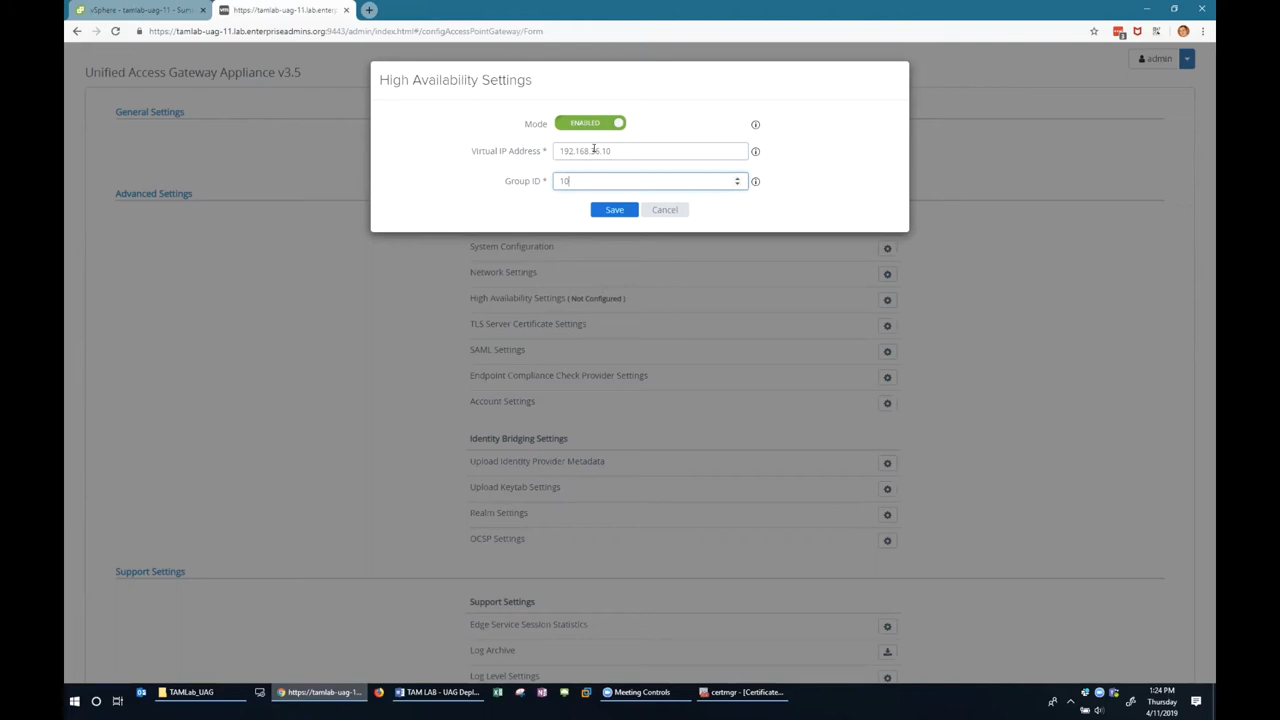 vSphere - tamlab-uag-11 - Sum
https://tamlab-uag-11.lab.enterp
https://tamlab-uag-11.lab.enterpriseadmins.org:9443/admin/index.html#/configAccessPointGateway/Form
Unified Access Gateway Appliance v3.5
admin
High Availability Settings
Mode
ENABLED
Virtual IP Address *
192.168.36.10
Group ID *
10
Save
Cancel
General Settings
Advanced Settings
System Configuration
Network Settings
High Availability Settings ( Not Configured )
TLS Server Certificate Settings
SAML Settings
Endpoint Compliance Check Provider Settings
Account Settings
Identity Bridging Settings
Upload Identity Provider Metadata
Upload Keytab Settings
Realm Settings
OCSP Settings
Support Settings
Support Settings
Edge Service Session Statistics
Log Archive
Log Level Settings
TAMLab_UAG
https://tamlab-uag-1...
TAM LAB - UAG Depl...
Meeting Controls
certmgr - [Certificate...
1:24 PM
Thursday
4/11/2019